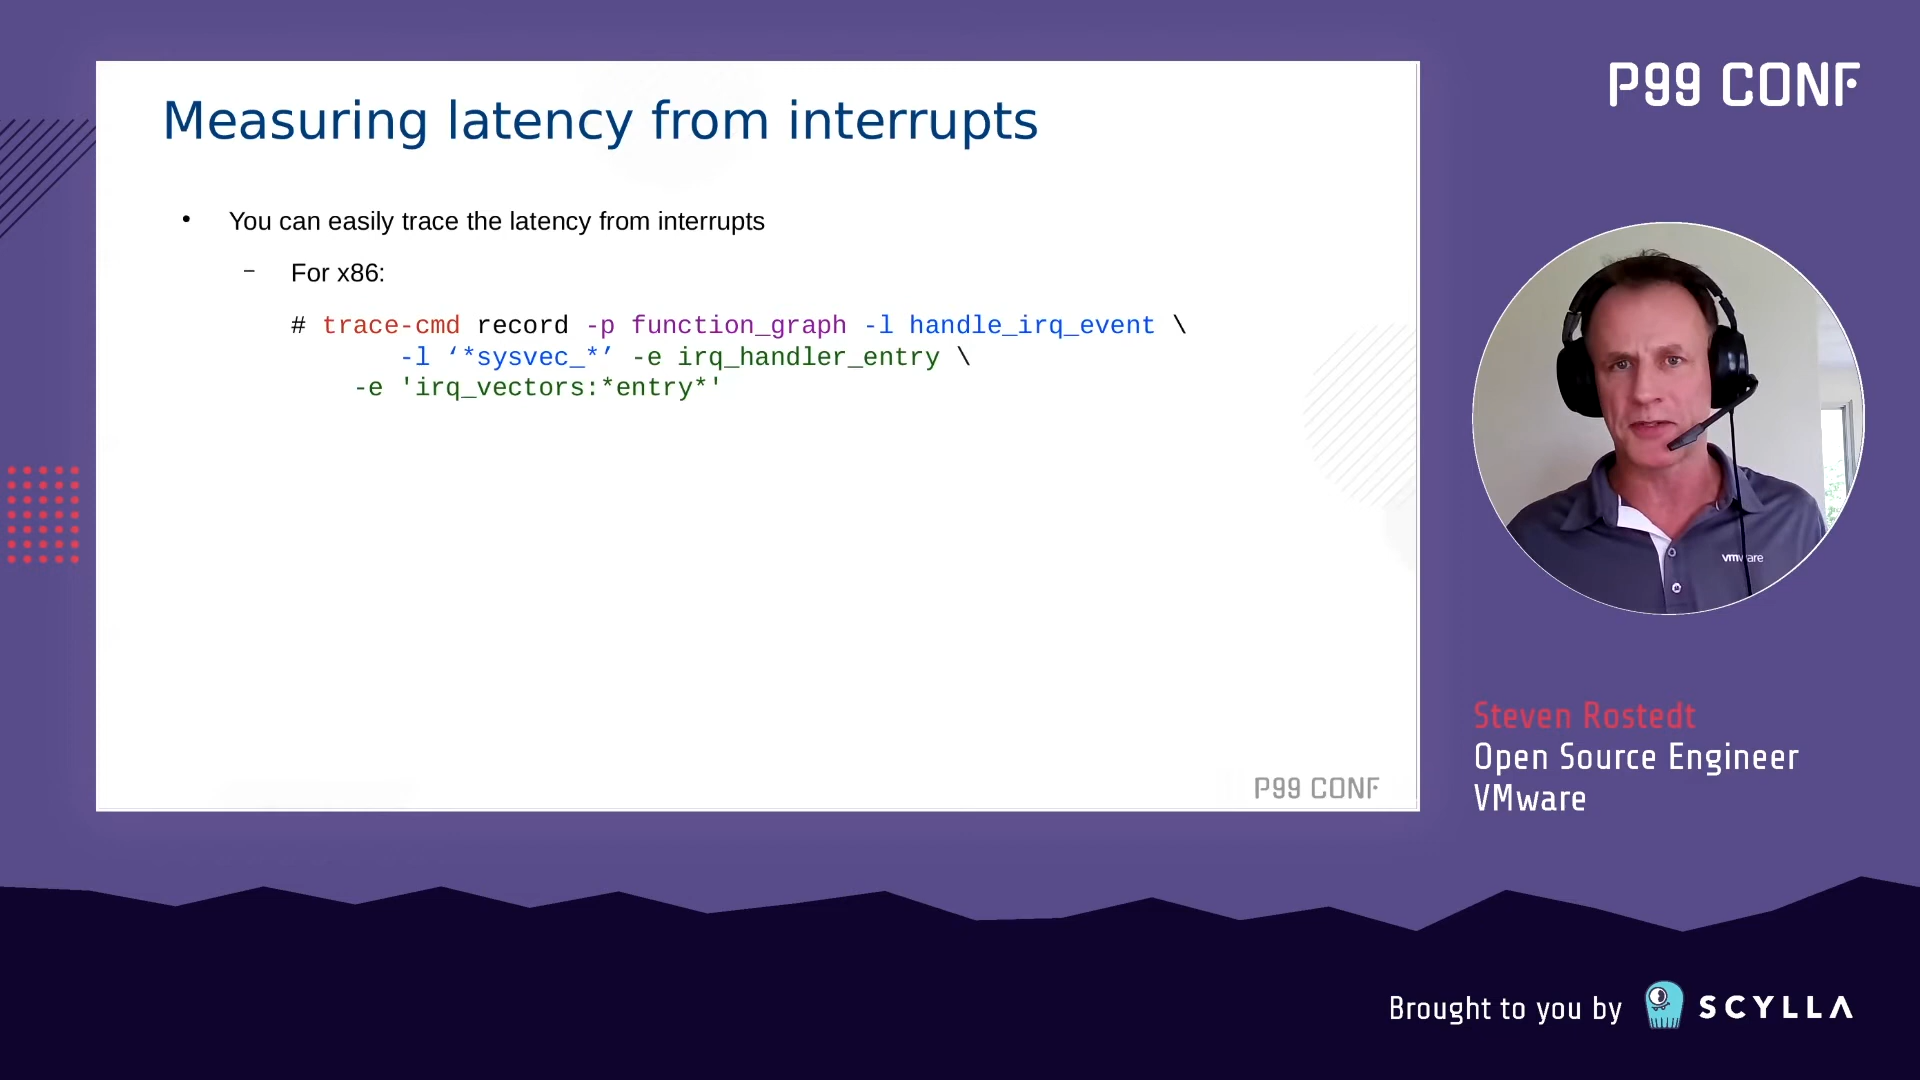 P99 CONF
Measuring latency from interrupts
• You can easily trace the latency from interrupts
– For x86:
# trace-cmd record -p function_graph -l handle_irq_event \
-l ‘*sysvec_*’ -e irq_handler_entry \
-e 'irq_vectors:*entry*'
P99 CONF
vmware
Steven Rostedt
Open Source Engineer
VMware
Brought to you by SCYLLA